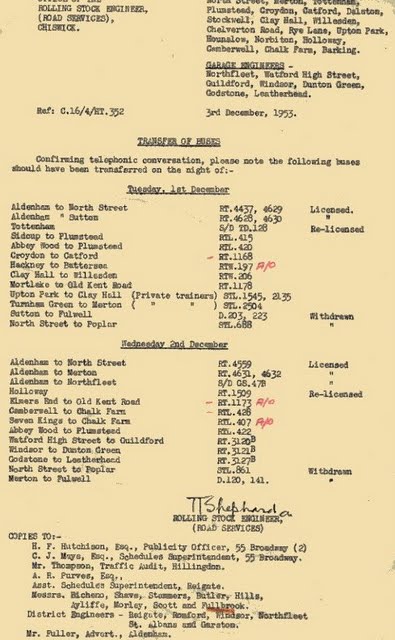 ROLLING STOCK ENGINEER,
(ROAD SERVICES),
CHISWICK.
North Street, Merton, Tottenham,
Plumstead, Croydon, Catford, Dalston,
Stockwell, Clay Hall, Willesden,
Chelverton Road, Rye Lane, Upton Park,
Hounslow, Norbiton, Holloway,
Camberwell, Chalk Farm, Barking.
GARAGE ENGINEERS -
Northfleet, Watford High Street,
Guildford, Windsor, Dunton Green,
Godstone, Leatherhead.
Ref: C.16/4/RT.352 3rd December, 1953.
TRANSFER OF BUSES
Confirming telephonic conversation, please note the following buses
should have been transferred on the night of:-
Tuesday, 1st December
Aldenham to North Street RT.4437, 4629 Licensed.
Aldenham " Sutton RT.4628, 4630 "
Tottenham S/D TD.128 Re-licensed
Sidcup to Plumstead RTL.415
Abbey Wood to Plumstead RTL.420
Croydon to Catford - RT.1168
Hackney to Battersea RTW.197 A/O
Clay Hall to Willesden RTW.206
Mortlake to Old Kent Road RT.1178
Upton Park to Clay Hall (Private trainers) STL.1545, 2135
Turnham Green to Merton ( " " ) STL.2504
Sutton to Fulwell D.203, 223 Withdrawn
North Street to Poplar STL.688 "
Wednesday 2nd December
Aldenham to North Street RT.4559 Licensed
Aldenham to Merton RT.4631, 4632 "
Aldenham to Northfleet S/D GS.47B "
Holloway RT.1509 Re-licensed
Elmers End to Old Kent Road - RT.1173 A/O
Camberwell to Chalk Farm - RTL.428
Seven Kings to Chalk Farm RTL.407 A/O
Abbey Wood to Plumstead RTL.422
Watford High Street to Guildford RT.3120B
Windsor to Dunton Green RT.3121B
Godstone to Leatherhead RT.3127B
North Street to Poplar STL.861 Withdrawn
Merton to Fulwell D.120, 141. "
ROLLING STOCK ENGINEER,
(ROAD SERVICES)
COPIES TO:-
H. F. Hutchison, Esq., Publicity Officer, 55 Broadway (2)
C. J. Muys, Esq., Schedules Superintendent, 55 Broadway.
Mr. Thompson, Traffic Audit, Hillingdon.
A. R. Purves, Esq.,
Asst. Schedules Superintendent, Reigate.
Messrs. Bicheno, Shave, Stammers, Butler, Hills,
Ayliffe, Morley, Scott and Fullbrook.
District Engineers - Reigate, Romford, Windsor, Northfleet
St. Albans and Garston.
Mr. Fuller, Advert., Aldenham.